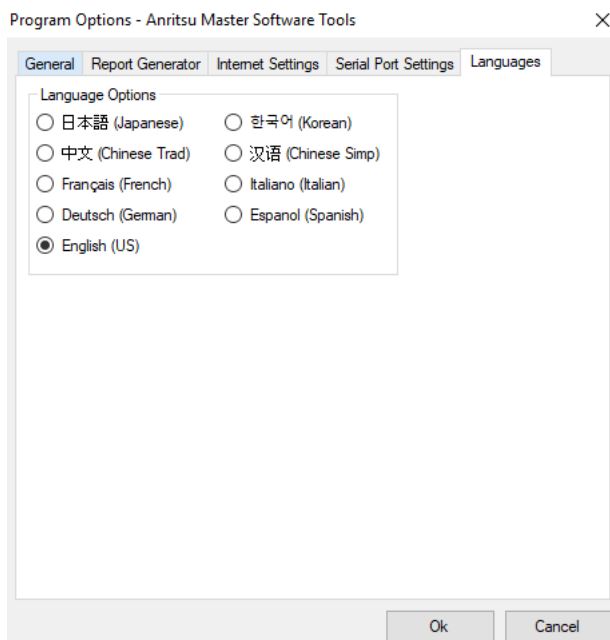 Program Options - Anritsu Master Software Tools
General Report Generator Internet Settings Serial Port Settings Languages
Language Options
日本語 (Japanese) 한국어 (Korean)
中文 (Chinese Trad) 汉语 (Chinese Simp)
Français (French) Italiano (Italian)
Deutsch (German) Espanol (Spanish)
English (US)
Ok Cancel